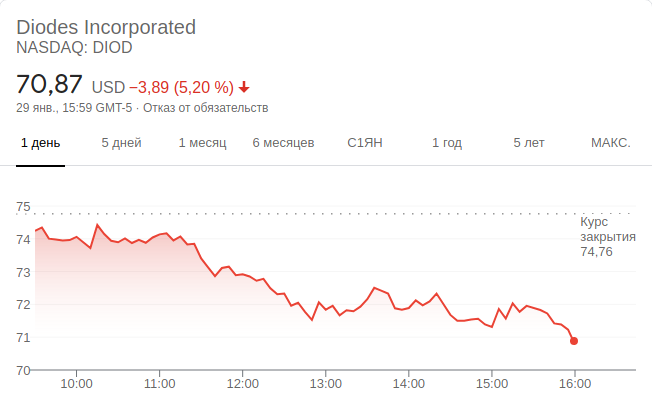 Diodes Incorporated
NASDAQ: DIOD
70,87 USD −3,89 (5,20 %)
29 янв., 15:59 GMT-5 · Отказ от обязательств
1 день 5 дней 1 месяц 6 месяцев С1ЯН 1 год 5 лет МАКС.
75
Курс
закрытия
74,76
74
73
72
71
70
10:00 11:00 12:00 13:00 14:00 15:00 16:00